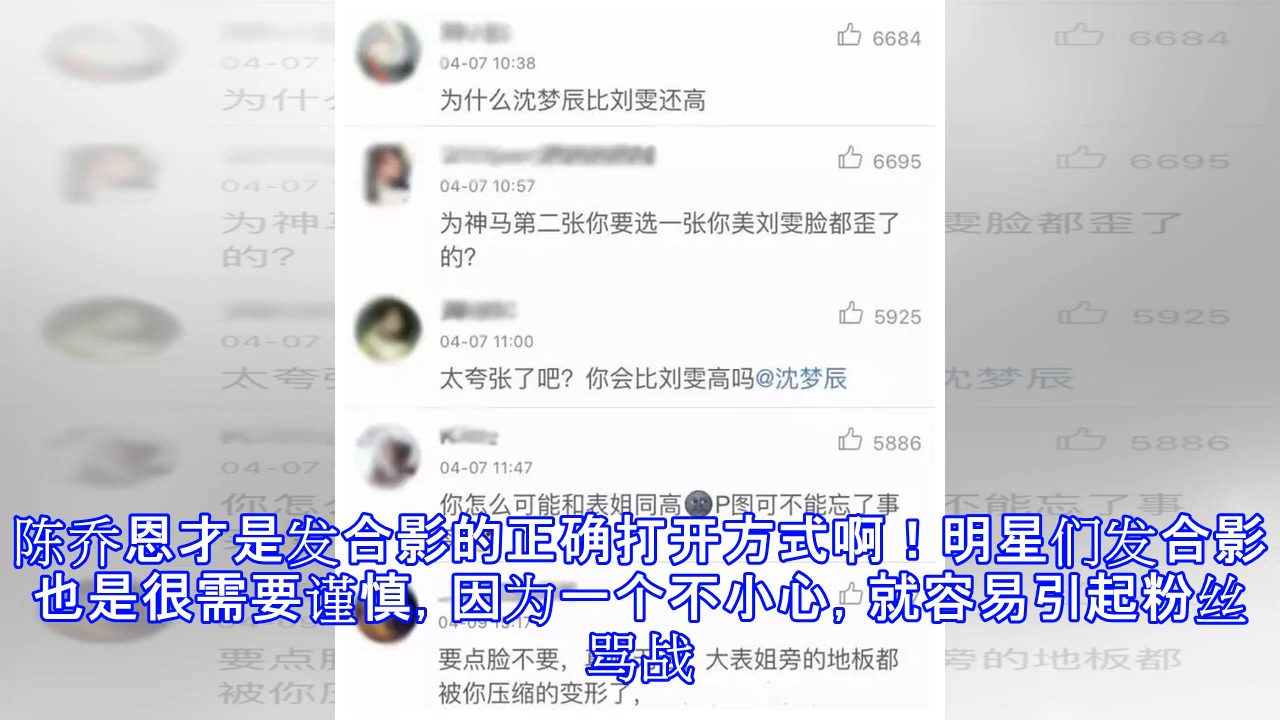 6684
04-07 10:38
为什么沈梦辰比刘雯还高
6695
04-07 10:57
为神马第二张你要选一张你美刘雯脸都歪了
的?
5925
04-07 11:00
太夸张了吧？你会比刘雯高吗@沈梦辰
5886
04-07 11:47
你怎么可能和表姐同高P图可不能忘了事
陈乔恩才是发合影的正确打开方式啊！明星们发合影
也是很需要谨慎, 因为一个不小心, 就容易引起粉丝
骂战
要点脸不要，大表姐旁的地板都
被你压缩的变形了,